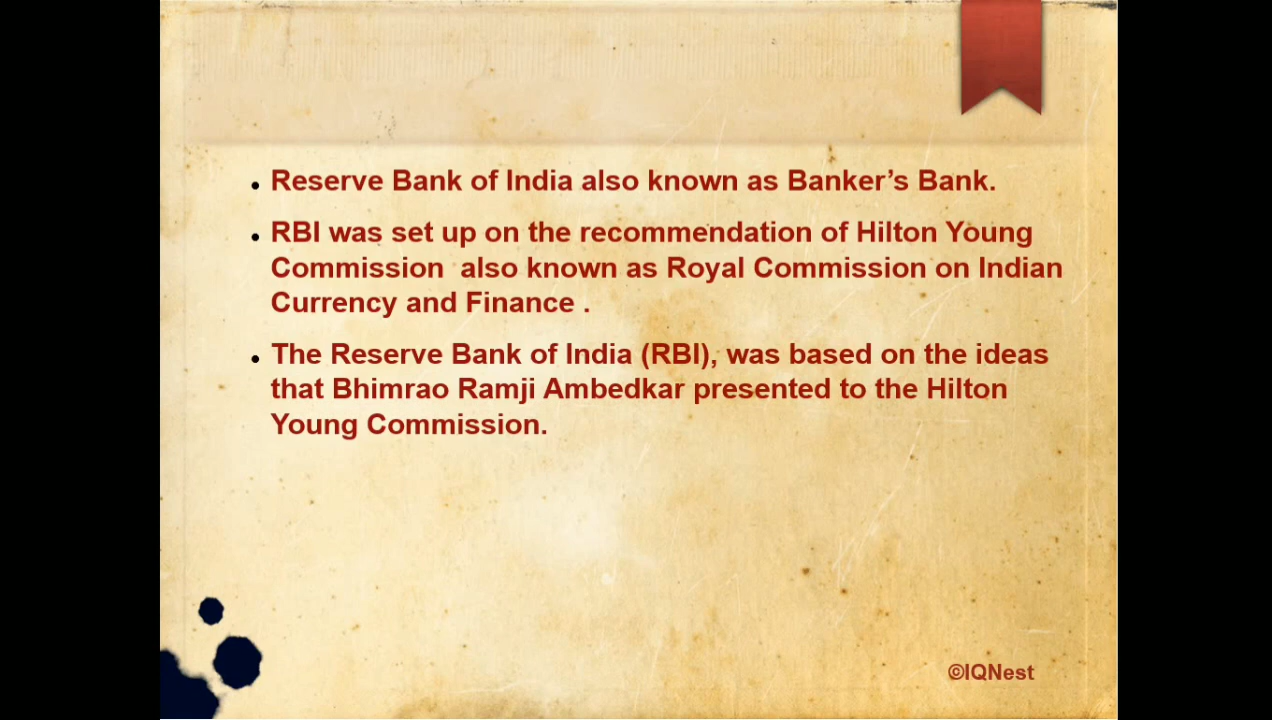 • Reserve Bank of India also known as Banker’s Bank.
• RBI was set up on the recommendation of Hilton Young
Commission  also known as Royal Commission on Indian
Currency and Finance .
• The Reserve Bank of India (RBI), was based on the ideas
that Bhimrao Ramji Ambedkar presented to the Hilton
Young Commission.
©IQNest